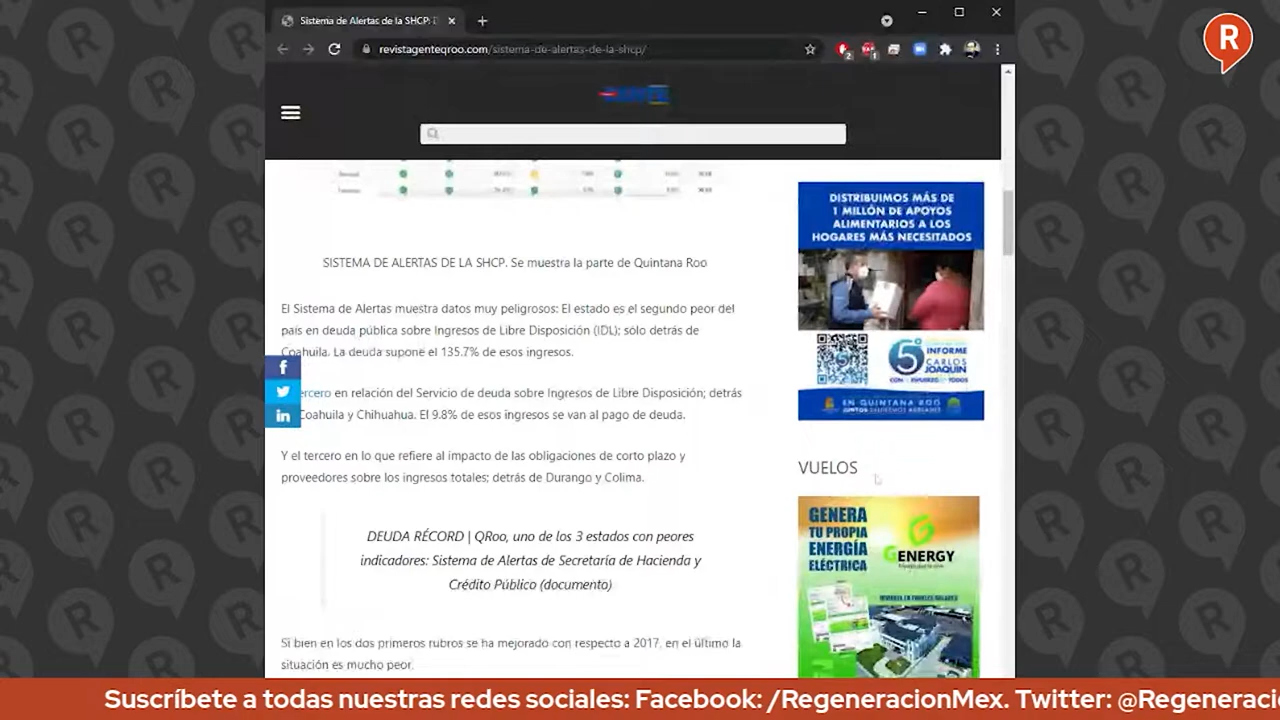 Sistema de Alertas de la SHCP:
revistagenteqroo.com/sistema-de-alertas-de-la-shcp/
R
SISTEMA DE ALERTAS DE LA SHCP. Se muestra la parte de Quintana Roo
El Sistema de Alertas muestra datos muy peligrosos: El estado es el segundo peor del
país en deuda pública sobre Ingresos de Libre Disposición (IDL); sólo detrás de
Coahuila. La deuda supone el 135.7% de esos ingresos.
ercero en relación del Servicio de deuda sobre Ingresos de Libre Disposición; detrás
Coahuila y Chihuahua. El 9.8% de esos ingresos se van al pago de deuda.
Y el tercero en lo que refiere al impacto de las obligaciones de corto plazo y
proveedores sobre los ingresos totales; detrás de Durango y Colima.
DEUDA RÉCORD | QRoo, uno de los 3 estados con peores
indicadores: Sistema de Alertas de Secretaría de Hacienda y
Crédito Público (documento)
Si bien en los dos primeros rubros se ha mejorado con respecto a 2017, en el último la
situación es mucho peor.
DISTRIBUIMOS MÁS DE
1 MILLÓN DE APOYOS
ALIMENTARIOS A LOS
HOGARES MÁS NECESITADOS
5° INFORME
CARLOS
JOAQUÍN
EN QUINTANA ROO
VUELOS
GENERA
TU PROPIA
ENERGÍA
ELÉCTRICA
GENERGY
Suscríbete a todas nuestras redes sociales: Facebook: /RegeneracionMex. Twitter: @Regeneraci